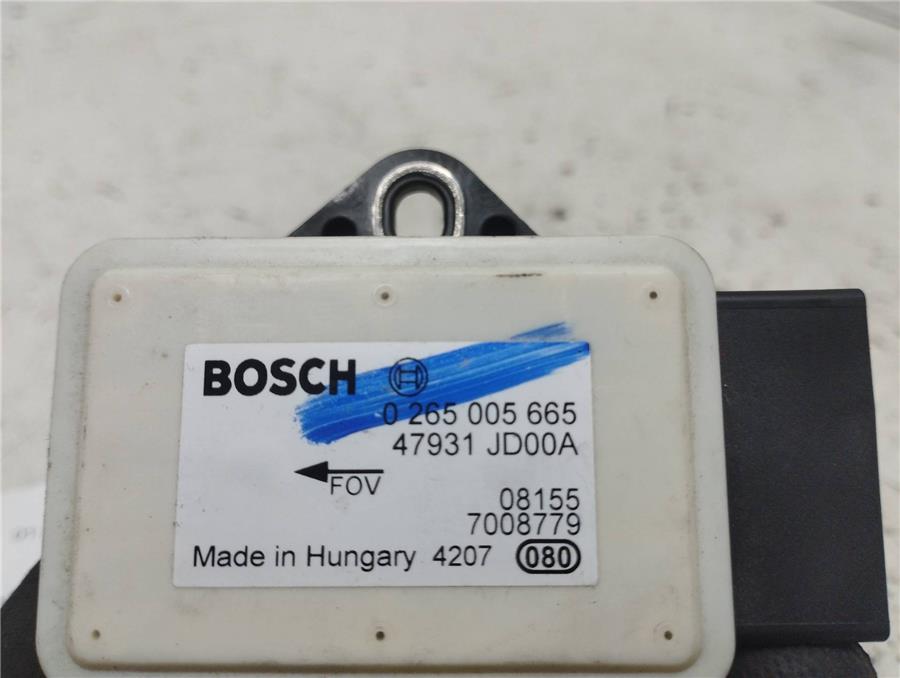 BOSCH
0 265 005 665
47931 JD00A
FOV
08155
7008779
Made in Hungary 4207 080